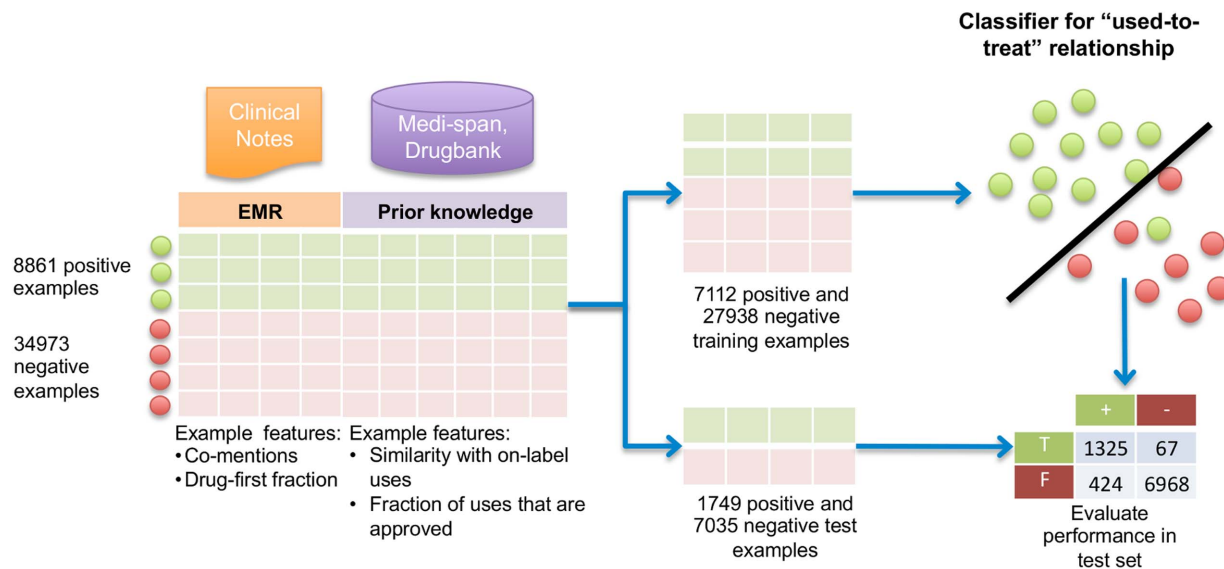 Classifier for “used-to-
treat” relationship
Clinical
Notes
Medi-span,
Drugbank
EMR
Prior knowledge
8861 positive
examples
34973
negative
examples
Example features:
•Co-mentions
•Drug-first fraction
Example features:
• Similarity with on-label
uses
• Fraction of uses that are
approved
7112 positive and
27938 negative
training examples
1749 positive and
7035 negative test
examples
+ -
T 1325 67
F 424 6968
Evaluate
performance in
test set